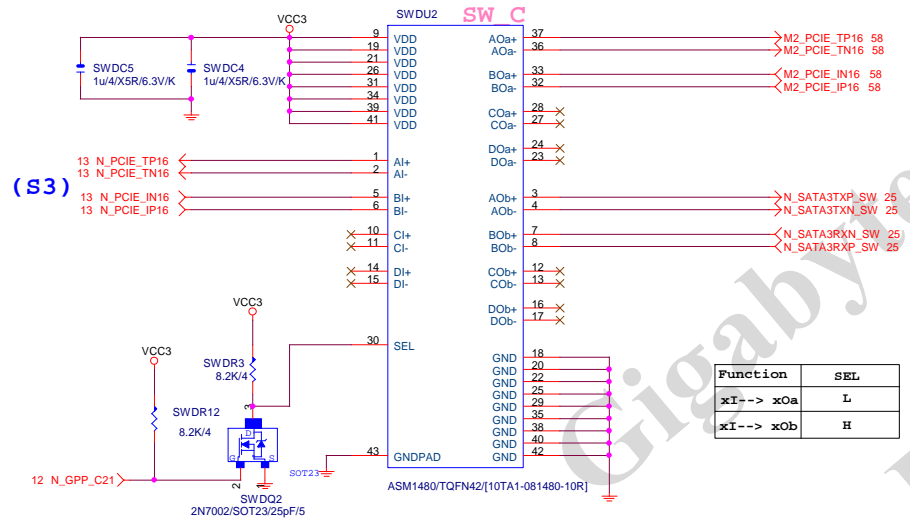 SWDU2
SW_C
VCC3
SWDC5
1u/4/X5R/6.3V/K
SWDC4
1u/4/X5R/6.3V/K
9 VDD
19 VDD
21 VDD
26 VDD
31 VDD
34 VDD
39 VDD
41 VDD
AOa+ 37 M2_PCIE_TP16 58
AOa- 36 M2_PCIE_TN16 58
BOa+ 33 M2_PCIE_IN16 58
BOa- 32 M2_PCIE_IP16 58
COa+ 28
COa- 27
DOa+ 24
DOa- 23
(S3)
13 N_PCIE_TP16 1 AI+
13 N_PCIE_TN16 2 AI-
13 N_PCIE_IN16 5 BI+
13 N_PCIE_IP16 6 BI-
10 CI+
11 CI-
14 DI+
15 DI-
AOb+ 3 N_SATA3TXP_SW 25
AOb- 4 N_SATA3TXN_SW 25
BOb+ 7 N_SATA3RXN_SW 25
BOb- 8 N_SATA3RXP_SW 25
COb+ 12
COb- 13
DOb+ 16
DOb- 17
VCC3
30 SEL
SWDR3
8.2K/4
VCC3
SWDR12
8.2K/4
3
D
G
S
2
1
12 N_GPP_C21
SWDQ2
2N7002/SOT23/25pF/5
SOT23
43 GNDPAD
GND 18
GND 20
GND 22
GND 25
GND 29
GND 35
GND 38
GND 40
GND 42
ASM1480/TQFN42/[10TA1-081480-10R]
Function SEL
xI--> xOa L
xI--> xOb H
Gigabyte